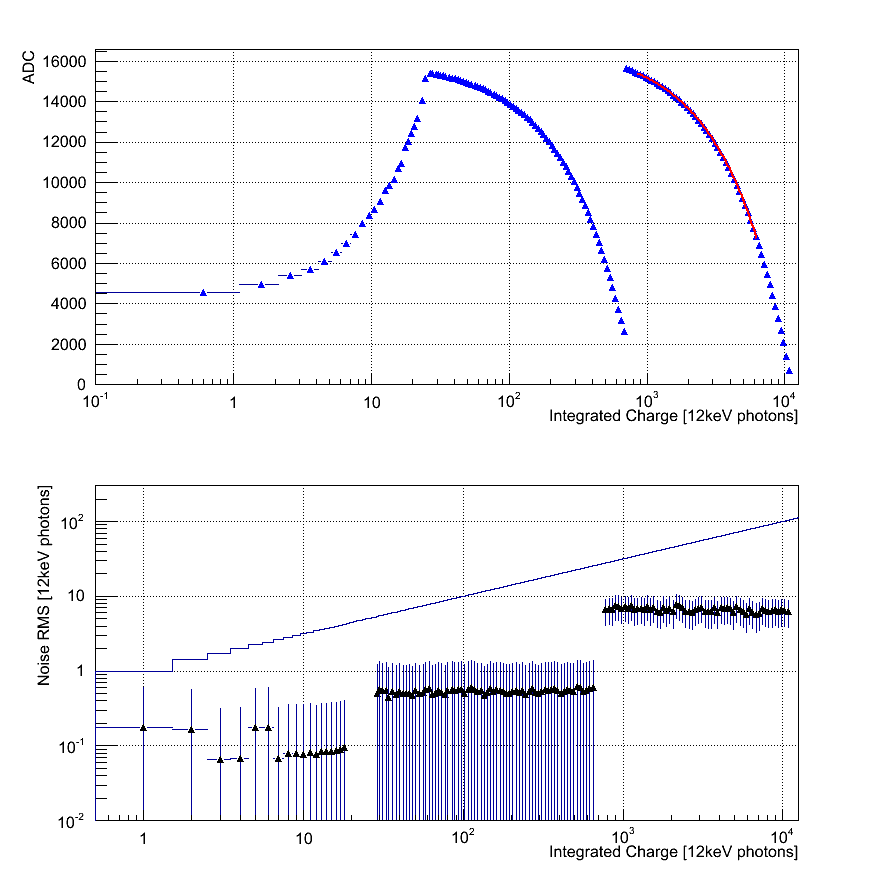 ADC
16000
14000
12000
10000
8000
6000
4000
2000
0
10-1 1 10 10² 10³ 10⁴
Integrated Charge [12keV photons]
Noise RMS [12keV photons]
10²
10
1
10-1
10-2
1 10 10² 10³ 10⁴
Integrated Charge [12keV photons]